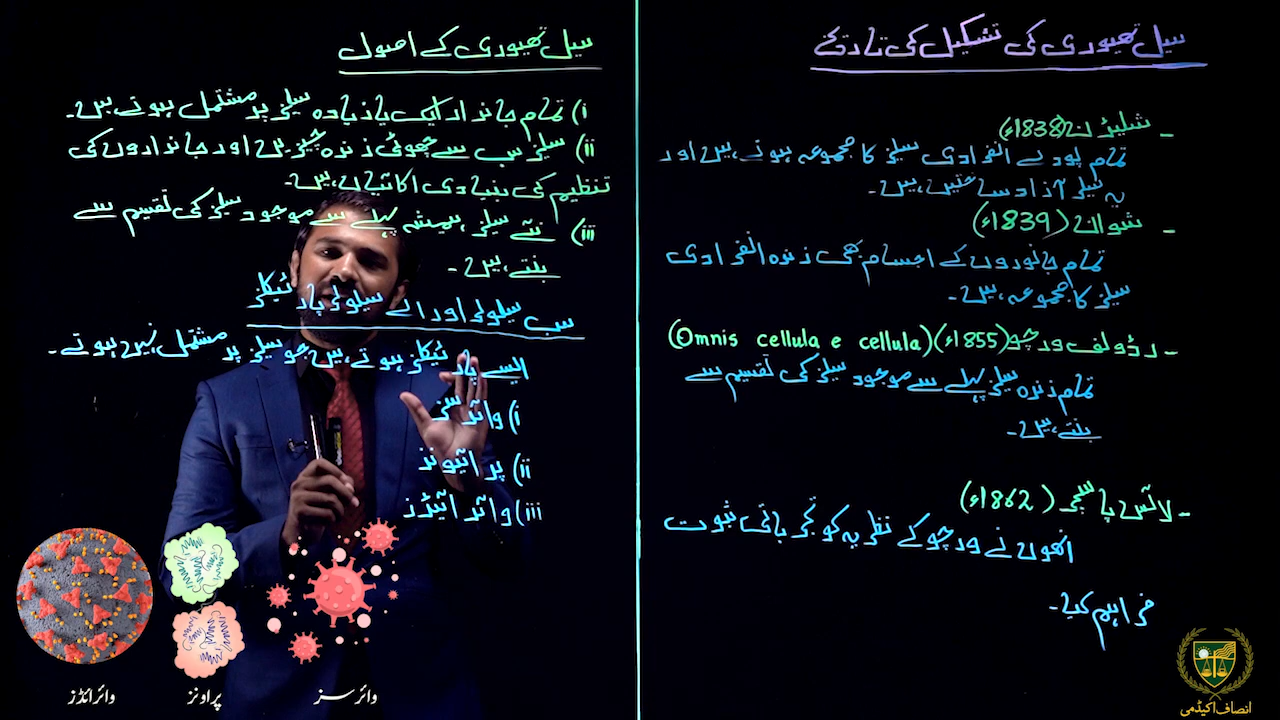 سیل تھیوری کی تشکیل کی تاریخ
- شلیڈن (1838ء)
تمام پودے انفرادی سیلز کا مجموعہ ہوتے ہیں اور
یہ سیلز آزاد ساختیں ہیں۔
- شوان (1839ء)
تمام جانوروں کے اجسام بھی زندہ انفرادی
سیلز کا مجموعہ ہیں۔
- رڈولف ورچو (1855ء) (Omnis cellula e cellula)
تمام زندہ سیلز پہلے سے موجود سیلز کی تقسیم سے
بنتے ہیں۔
- لائس پاسچر (1862ء)
انھوں نے ورچو کے نظریہ کو تجرباتی ثبوت
فراہم کیا۔
سیل تھیوری کے اصول
i) تمام جاندار ایک یا زیادہ سیلز پر مشتمل ہوتے ہیں۔
ii) سیلز سب سے چھوٹی زندہ چیزیں اور جانداروں کی
تنظیم کی بنیادی اکائیاں ہیں۔
iii) نئے سیلز ہمیشہ پہلے سے موجود سیلز کی تقسیم سے
بنتے ہیں۔
سب سیلولر اور اے سیلولر پارٹیکلز
ایسے پارٹیکلز ہوتے ہیں جو سیلز پر مشتمل نہیں ہوتے۔
i) وائرسز
ii) پرائیونز
iii) وائرائیڈز
وائرسز
پراونز
وائرائڈز
انصاف اکیڈمی